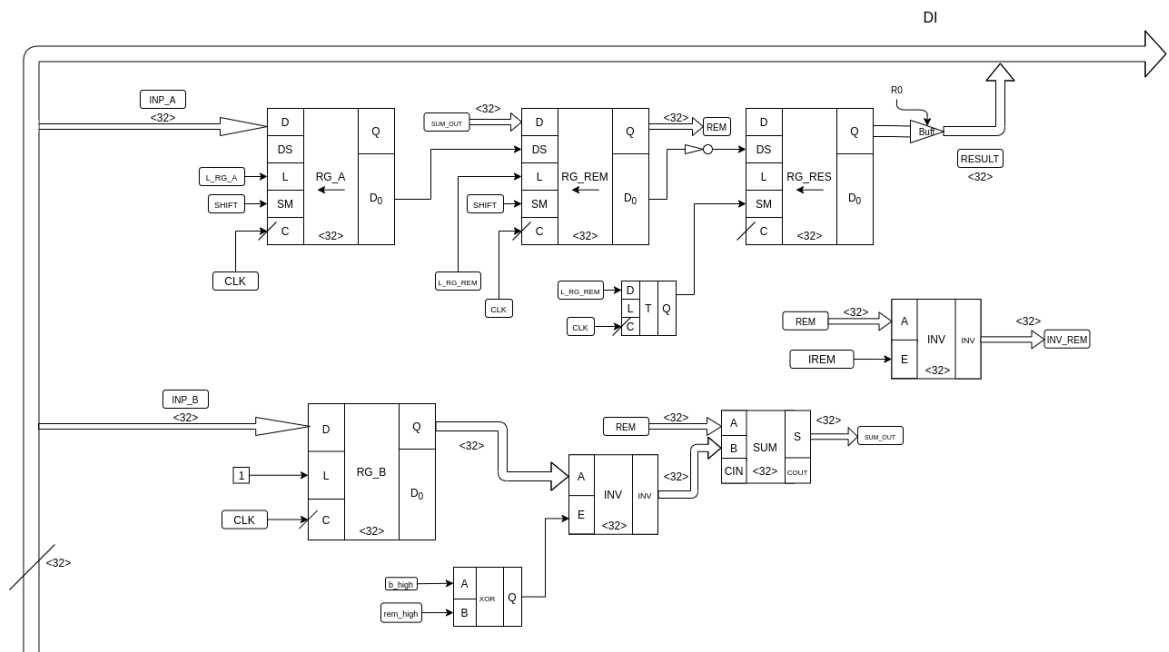 DI
INP_A
<32>
D
DS
L
SM
C
RG_A
<32>
Q
D0
L_RG_A
SHIFT
CLK
SUM_OUT
<32>
D
DS
L
SM
C
RG_REM
<32>
Q
D0
<32>
REM
SHIFT
L_RG_REM
CLK
D
DS
L
SM
C
RG_RES
<32>
Q
D0
R0
Buff
RESULT
<32>
L_RG_REM
CLK
D
L
C
T
Q
REM
<32>
IREM
A
E
INV
<32>
INV
<32>
INV_REM
INP_B
<32>
1
CLK
D
L
C
RG_B
<32>
Q
D0
<32>
A
E
INV
<32>
INV
<32>
REM
<32>
A
B
CIN
SUM
<32>
S
COUT
<32>
SUM_OUT
b_high
rem_high
A
B
XOR
Q
<32>